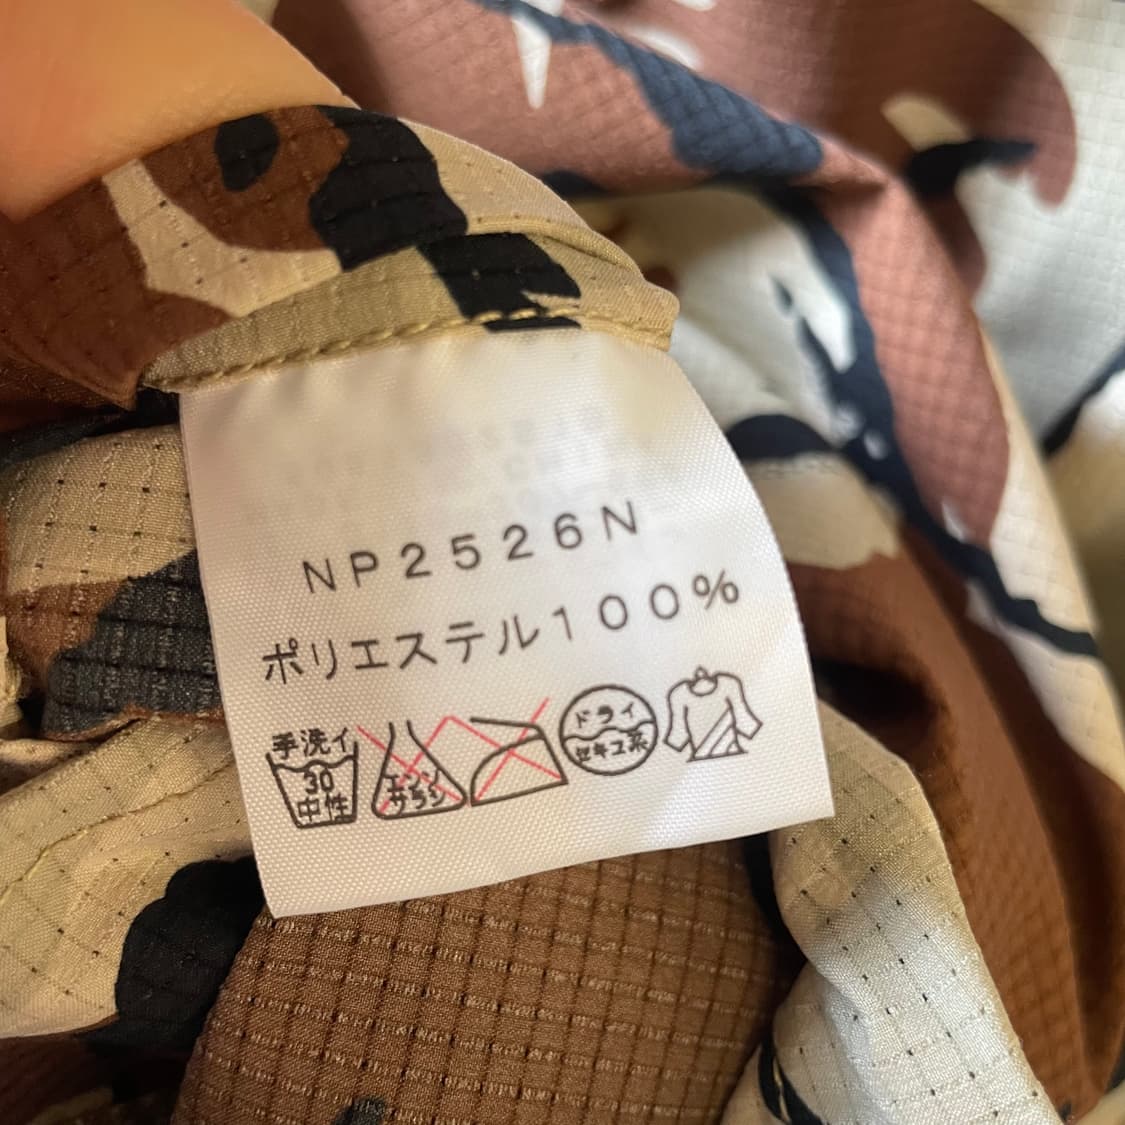 NP2526N
ポリエステル100%
手洗イ 30 中性
エンソ サラシ
ドライ セキユ系